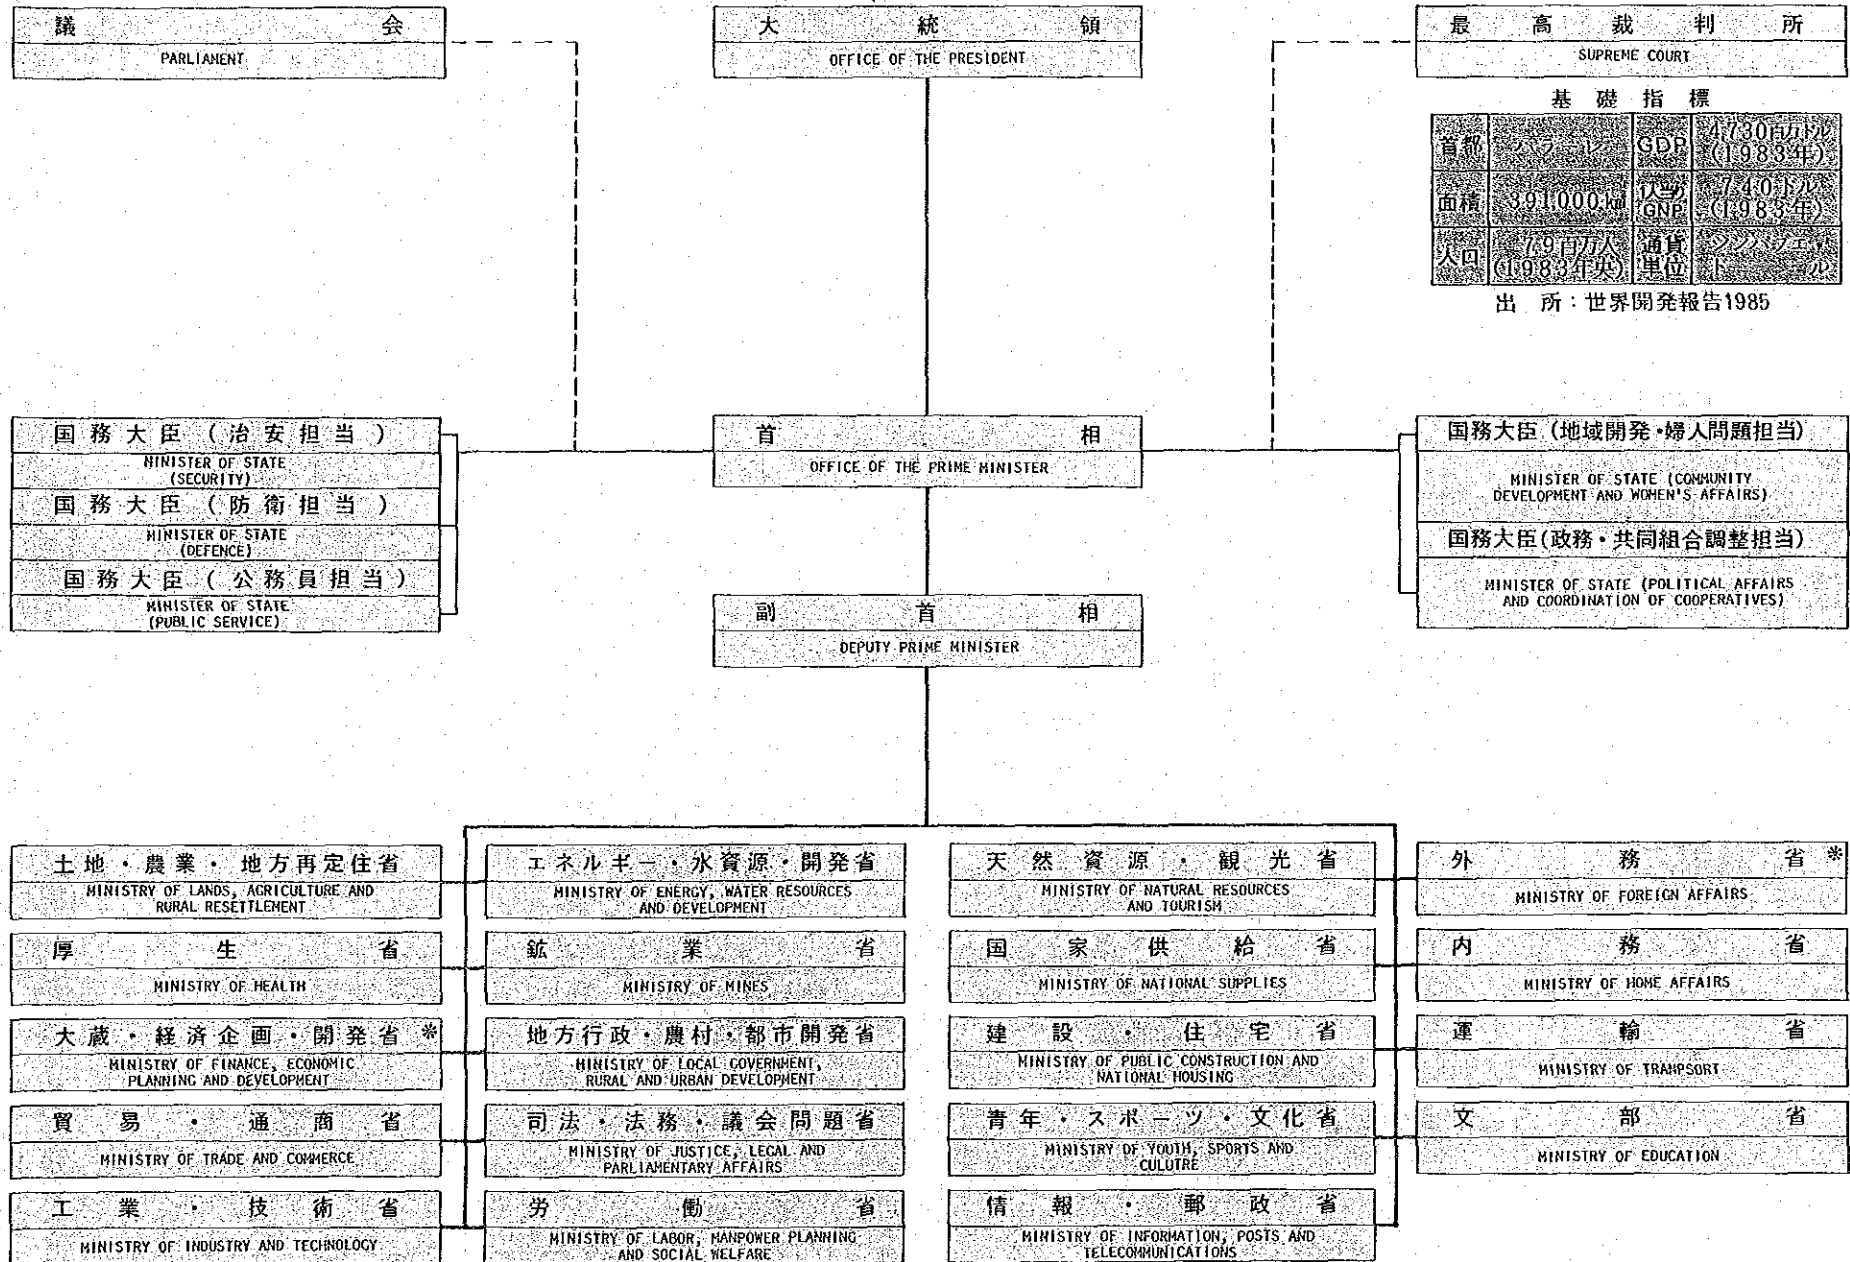 議会
PARLIAMENT
大統領
OFFICE OF THE PRESIDENT
最高裁判所
SUPREME COURT
基礎指標
首都 ハラーレ GDP 4,730百万ドル
(1983年)
面積 391,000㎢ 1人当り 740ドル
GNP (1983年)
人口 7.9百万人 通貨 ジンバブエ
(1983年央) 単位 ドル
出所:世界開発報告1985
国務大臣(治安担当)
MINISTER OF STATE
(SECURITY)
国務大臣(防衛担当)
MINISTER OF STATE
(DEFENCE)
国務大臣(公務員担当)
MINISTER OF STATE
(PUBLIC SERVICE)
首相
OFFICE OF THE PRIME MINISTER
副首相
DEPUTY PRIME MINISTER
国務大臣(地域開発・婦人問題担当)
MINISTER OF STATE (COMMUNITY
DEVELOPMENT AND WOMEN'S AFFAIRS)
国務大臣(政務・共同組合調整担当)
MINISTER OF STATE (POLITICAL AFFAIRS
AND COORDINATION OF COOPERATIVES)
土地・農業・地方再定住省
MINISTRY OF LANDS, AGRICULTURE AND
RURAL RESETTLEMENT
エネルギー・水資源・開発省
MINISTRY OF ENERGY, WATER RESOURCES
AND DEVELOPMENT
天然資源・観光省
MINISTRY OF NATURAL RESOURCES
AND TOURISM
外務省*
MINISTRY OF FOREIGN AFFAIRS
厚生省
MINISTRY OF HEALTH
鉱業省
MINISTRY OF MINES
国家供給省
MINISTRY OF NATIONAL SUPPLIES
内務省
MINISTRY OF HOME AFFAIRS
大蔵・経済企画・開発省*
MINISTRY OF FINANCE, ECONOMIC
PLANNING AND DEVELOPMENT
地方行政・農村・都市開発省
MINISTRY OF LOCAL GOVERNMENT,
RURAL AND URBAN DEVELOPMENT
建設・住宅省
MINISTRY OF PUBLIC CONSTRUCTION AND
NATIONAL HOUSING
運輸省
MINISTRY OF TRAMPSORT
貿易・通商省
MINISTRY OF TRADE AND COMMERCE
司法・法務・議会問題省
MINISTRY OF JUSTICE, LEGAL AND
PARLIAMENTARY AFFAIRS
青年・スポーツ・文化省
MINISTRY OF YOUTH, SPORTS AND
CULUTRE
文部省
MINISTRY OF EDUCATION
工業・技術省
MINISTRY OF INDUSTRY AND TECHNOLOGY
労働省
MINISTRY OF LABOR, MANPOWER PLANNING
AND SOCIAL WELFARE
情報・郵政省
MINISTRY OF INFORMATION, POSTS AND
TELECOMMUNICATIONS